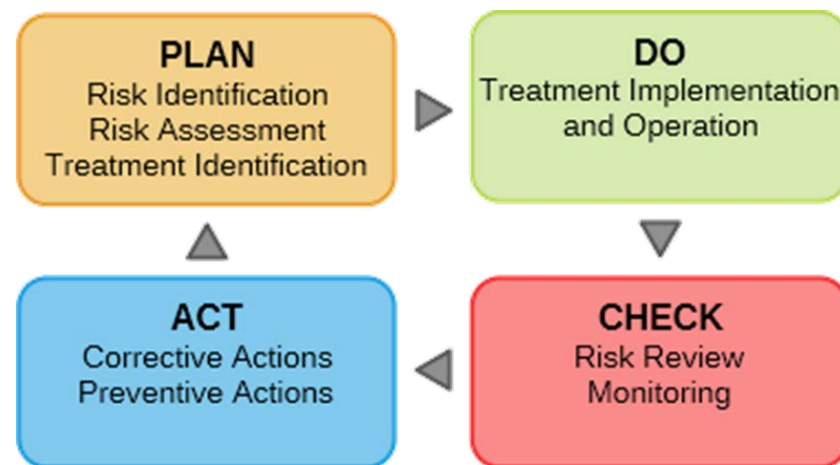 PLAN
Risk Identification
Risk Assessment
Treatment Identification
DO
Treatment Implementation
and Operation
ACT
Corrective Actions
Preventive Actions
CHECK
Risk Review
Monitoring